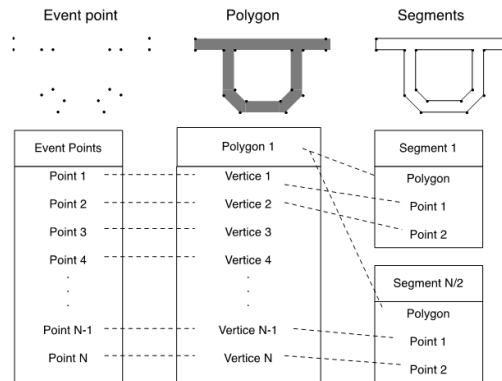 Event point
Polygon
Segments
Event Points
Point 1
Point 2
Point 3
Point 4
.
.
.
Point N-1
Point N
Polygon 1
Vertice 1
Vertice 2
Vertice 3
Vertice 4
.
.
.
Vertice N-1
Vertice N
Segment 1
Polygon
Point 1
Point 2
Segment N/2
Polygon
Point 1
Point 2